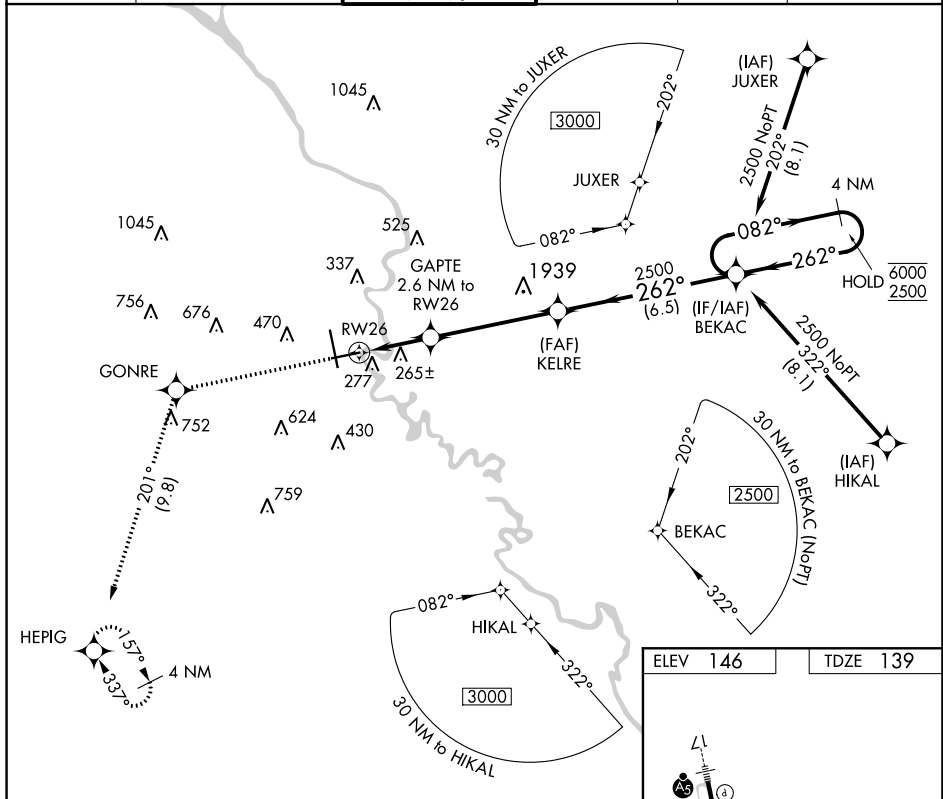 1045
30 NM to JUXER
3000
202°
JUXER
082°
(IAF)
JUXER
2500 NoPT
202°
(8.1)
4 NM
082°
262°
HOLD
6000
2500
1045
525
GAPTE
2.6 NM to
RW26
337
1939
2500
262°
(6.5)
(IF/IAF)
BEKAC
756
676
470
RW26
(FAF)
KELRE
GONRE
277
265±
2500 NoPT
322°
(8.1)
752
624
430
(IAF)
HIKAL
201°
(9.8)
759
202°
30 NM to BEKAC (NoPT)
2500
BEKAC
322°
HEPIG
157°
337°
4 NM
082°
HIKAL
322°
3000
30 NM to HIKAL
ELEV 146
TDZE 139
17
A5
P